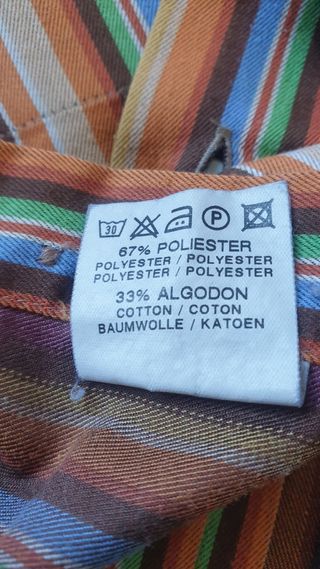 30 P
67% POLIESTER
POLYESTER / POLYESTER
POLYESTER / POLYESTER
33% ALGODON
COTTON / COTON
BAUMWOLLE / KATOEN